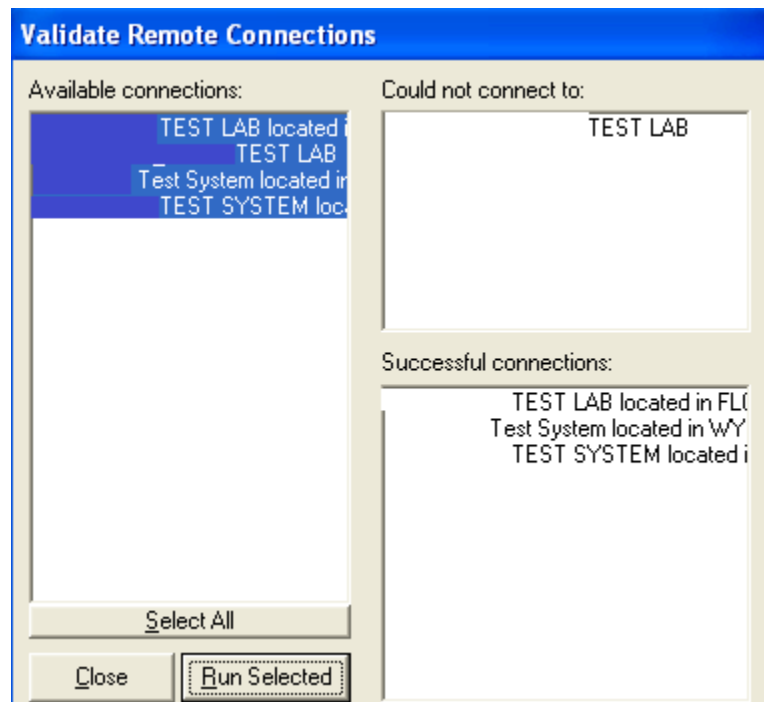 Validate Remote Connections
Available connections:
TEST LAB located i
TEST LAB
Test System located in
TEST SYSTEM loc
Select All
Close
Run Selected
Could not connect to:
TEST LAB
Successful connections:
TEST LAB located in FLO
Test System located in WY
TEST SYSTEM located i